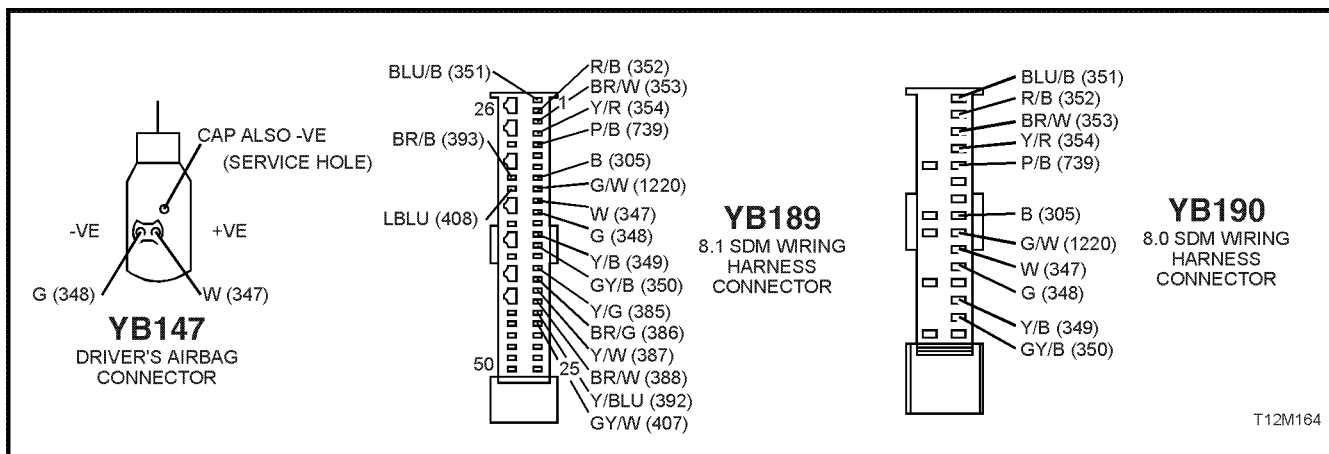 CAP ALSO -VE
(SERVICE HOLE)
-VE
+VE
G (348)
W (347)
YB147
DRIVER'S AIRBAG
CONNECTOR
BLU/B (351)
26
1
BR/B (393)
LBLU (408)
50
25
R/B (352)
BR/W (353)
Y/R (354)
P/B (739)
B (305)
G/W (1220)
W (347)
G (348)
Y/B (349)
GY/B (350)
Y/G (385)
BR/G (386)
Y/W (387)
BR/W (388)
Y/BLU (392)
GY/W (407)
YB189
8.1 SDM WIRING
HARNESS
CONNECTOR
BLU/B (351)
R/B (352)
BR/W (353)
Y/R (354)
P/B (739)
B (305)
G/W (1220)
W (347)
G (348)
Y/B (349)
GY/B (350)
YB190
8.0 SDM WIRING
HARNESS
CONNECTOR
T12M164